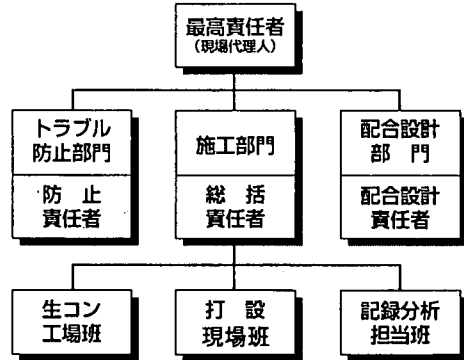 最高責任者
（現場代理人）
トラブル
防止部門
防止
責任者
施工部門
総括
責任者
配合設計
部門
配合設計
責任者
生コン
工場班
打設
現場班
記録分析
担当班